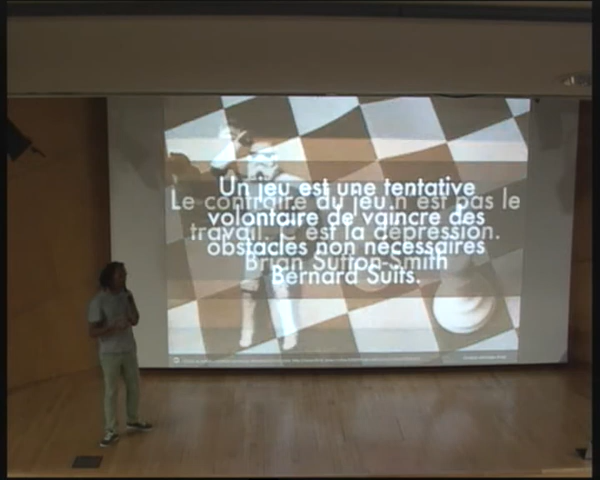 Un jeu est une tentative
Le contraire du jeu n'est pas le
volontaire de vaincre des
travail. C'est la dépression.
obstacles non nécessaires
Brian Sutton-Smith
Bernard Suits.